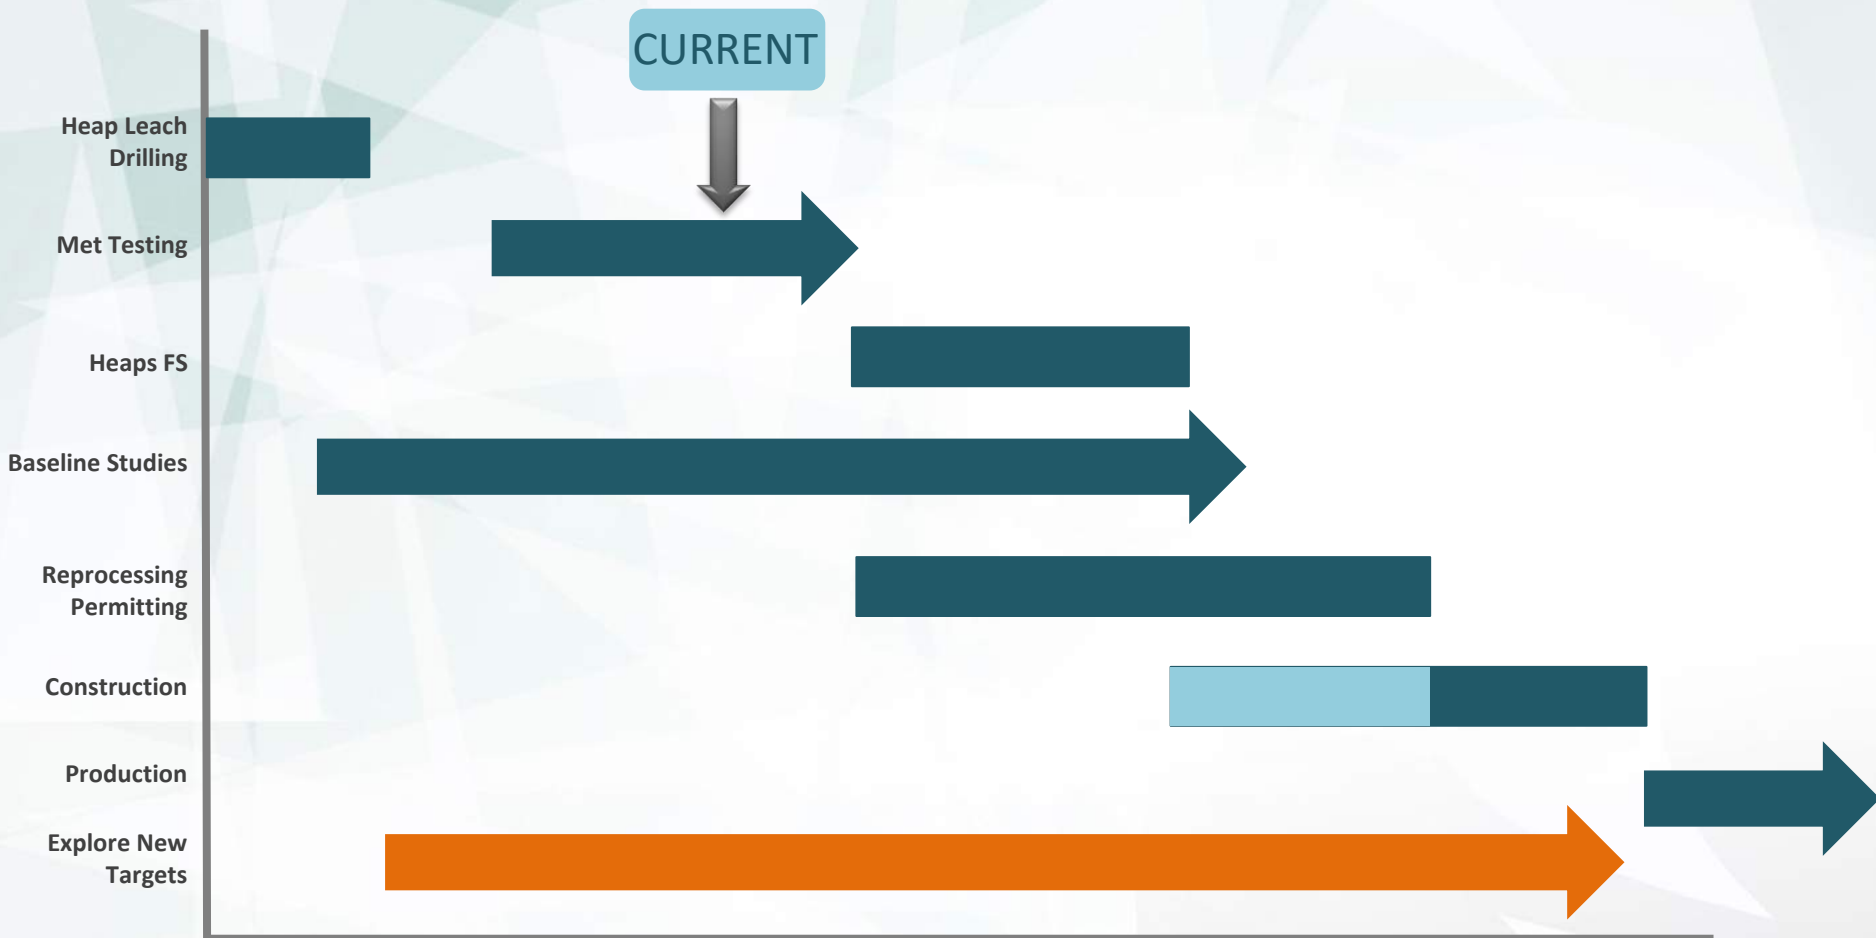 CURRENT
Heap Leach
Drilling
Met Testing
Heaps FS
Baseline Studies
Reprocessing
Permitting
Construction
Production
Explore New
Targets